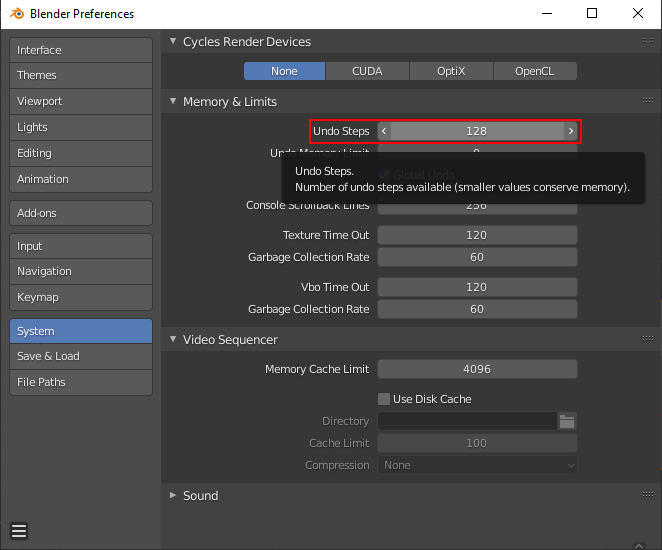 Blender Preferences
Interface
Themes
Viewport
Lights
Editing
Animation
Add-ons
Input
Navigation
Keymap
System
Save & Load
File Paths
Cycles Render Devices
None CUDA OptiX OpenCL
Memory & Limits
Undo Steps 128
Undo Memory Limit 0
Global Undo
Undo Steps.
Number of undo steps available (smaller values conserve memory).
Console Scrollback Lines 256
Texture Time Out 120
Garbage Collection Rate 60
Vbo Time Out 120
Garbage Collection Rate 60
Video Sequencer
Memory Cache Limit 4096
Use Disk Cache
Directory
Cache Limit 100
Compression None
Sound